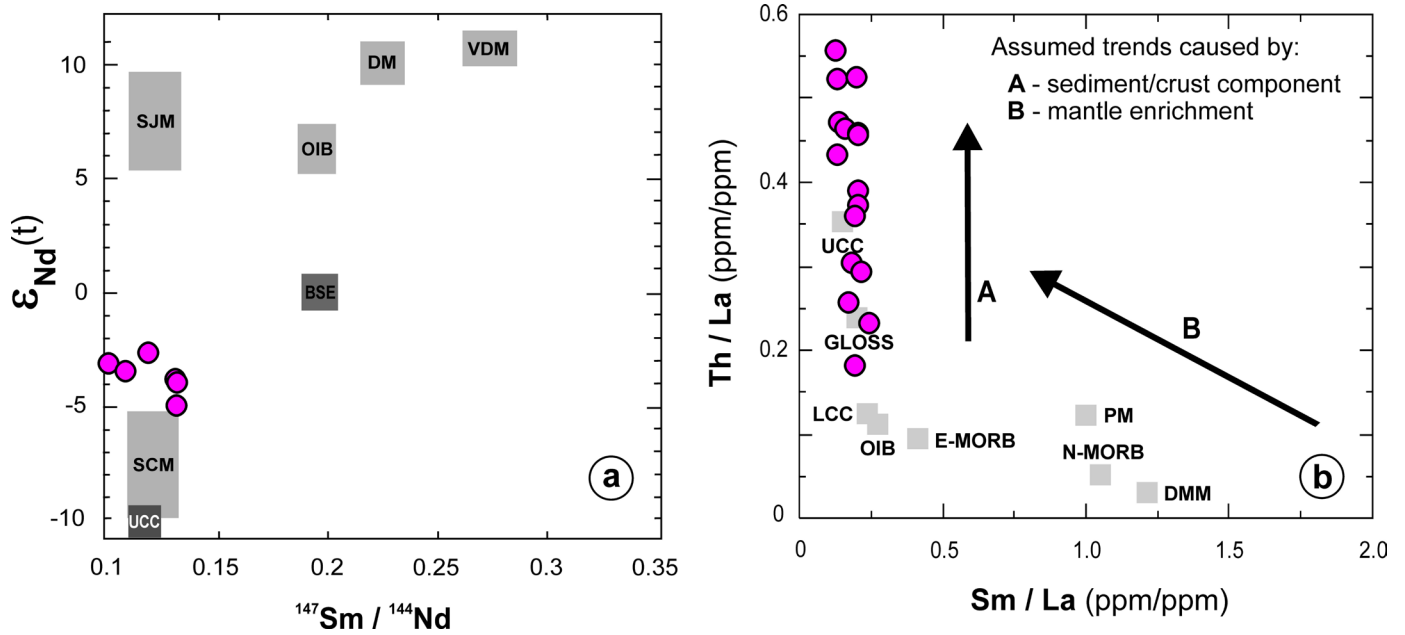 10
5
0
-5
-10
εNd(t)
SJM
DM
VDM
OIB
BSE
SCM
UCC
a
0.1 0.15 0.2 0.25 0.3 0.35
147Sm / 144Nd
0.6
0.4
0.2
0
Th / La (ppm/ppm)
Assumed trends caused by:
A - sediment/crust component
B - mantle enrichment
UCC
A
B
GLOSS
LCC
OIB
E-MORB
PM
N-MORB
DMM
b
0 0.5 1.0 1.5 2.0
Sm / La (ppm/ppm)